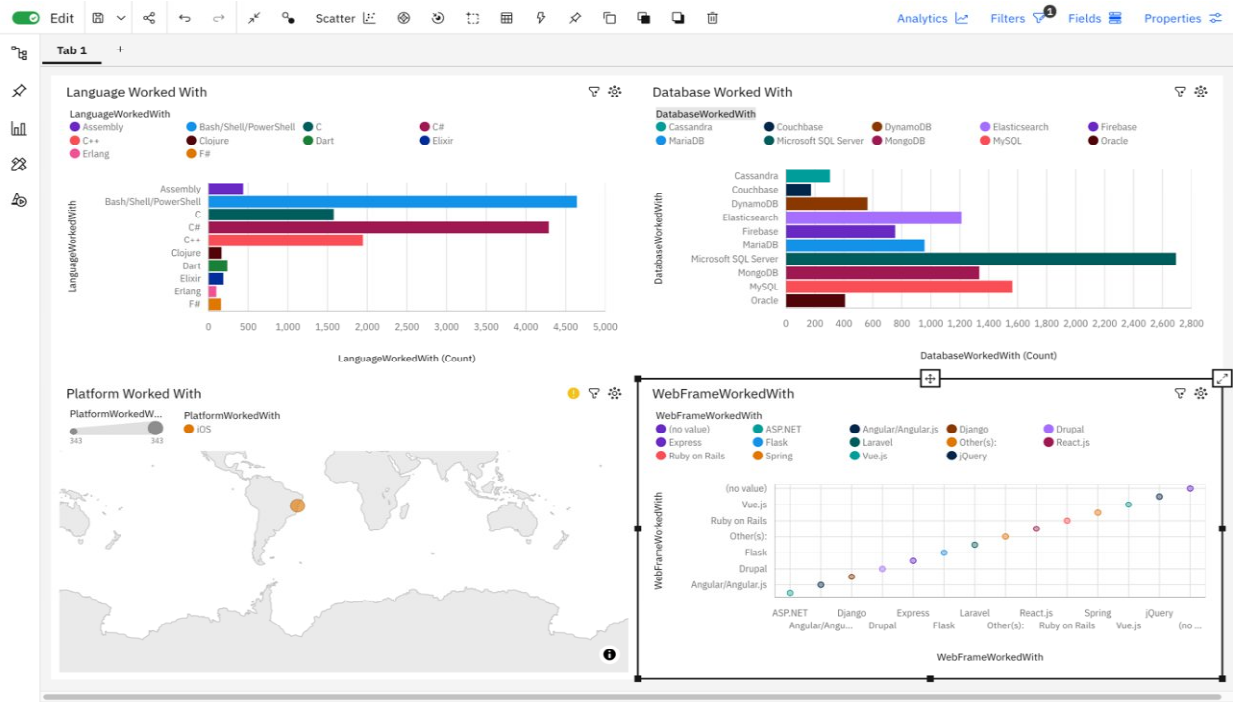 Edit Scatter Analytics Filters 1 Fields Properties
Tab 1 +
Language Worked With
LanguageWorkedWith
Assembly Bash/Shell/PowerShell C C#
C++ Clojure Dart Elixir
Erlang F#
LanguageWorkedWith
Assembly
Bash/Shell/PowerShell
C
C#
C++
Clojure
Dart
Elixir
Erlang
F#
0 500 1,000 1,500 2,000 2,500 3,000 3,500 4,000 4,500 5,000
LanguageWorkedWith (Count)
Database Worked With
DatabaseWorkedWith
Cassandra Couchbase DynamoDB Elasticsearch Firebase
MariaDB Microsoft SQL Server MongoDB MySQL Oracle
DatabaseWorkedWith
Cassandra
Couchbase
DynamoDB
Elasticsearch
Firebase
MariaDB
Microsoft SQL Server
MongoDB
MySQL
Oracle
0 200 400 600 800 1,000 1,200 1,400 1,600 1,800 2,000 2,200 2,400 2,600 2,800
DatabaseWorkedWith (Count)
Platform Worked With
PlatformWorkedW... PlatformWorkedWith
iOS
343 343
WebFrameWorkedWith
WebFrameWorkedWith
(no value) ASP.NET Angular/Angular.js Django Drupal
Express Flask Laravel Other(s): React.js
Ruby on Rails Spring Vue.js jQuery
WebFrameWorkedWith
(no value)
Vue.js
Ruby on Rails
Other(s):
Flask
Drupal
Angular/Angular.js
ASP.NET Django Express Laravel React.js Spring jQuery
Angular/Angu... Drupal Flask Other(s): Ruby on Rails Vue.js (no ...
WebFrameWorkedWith